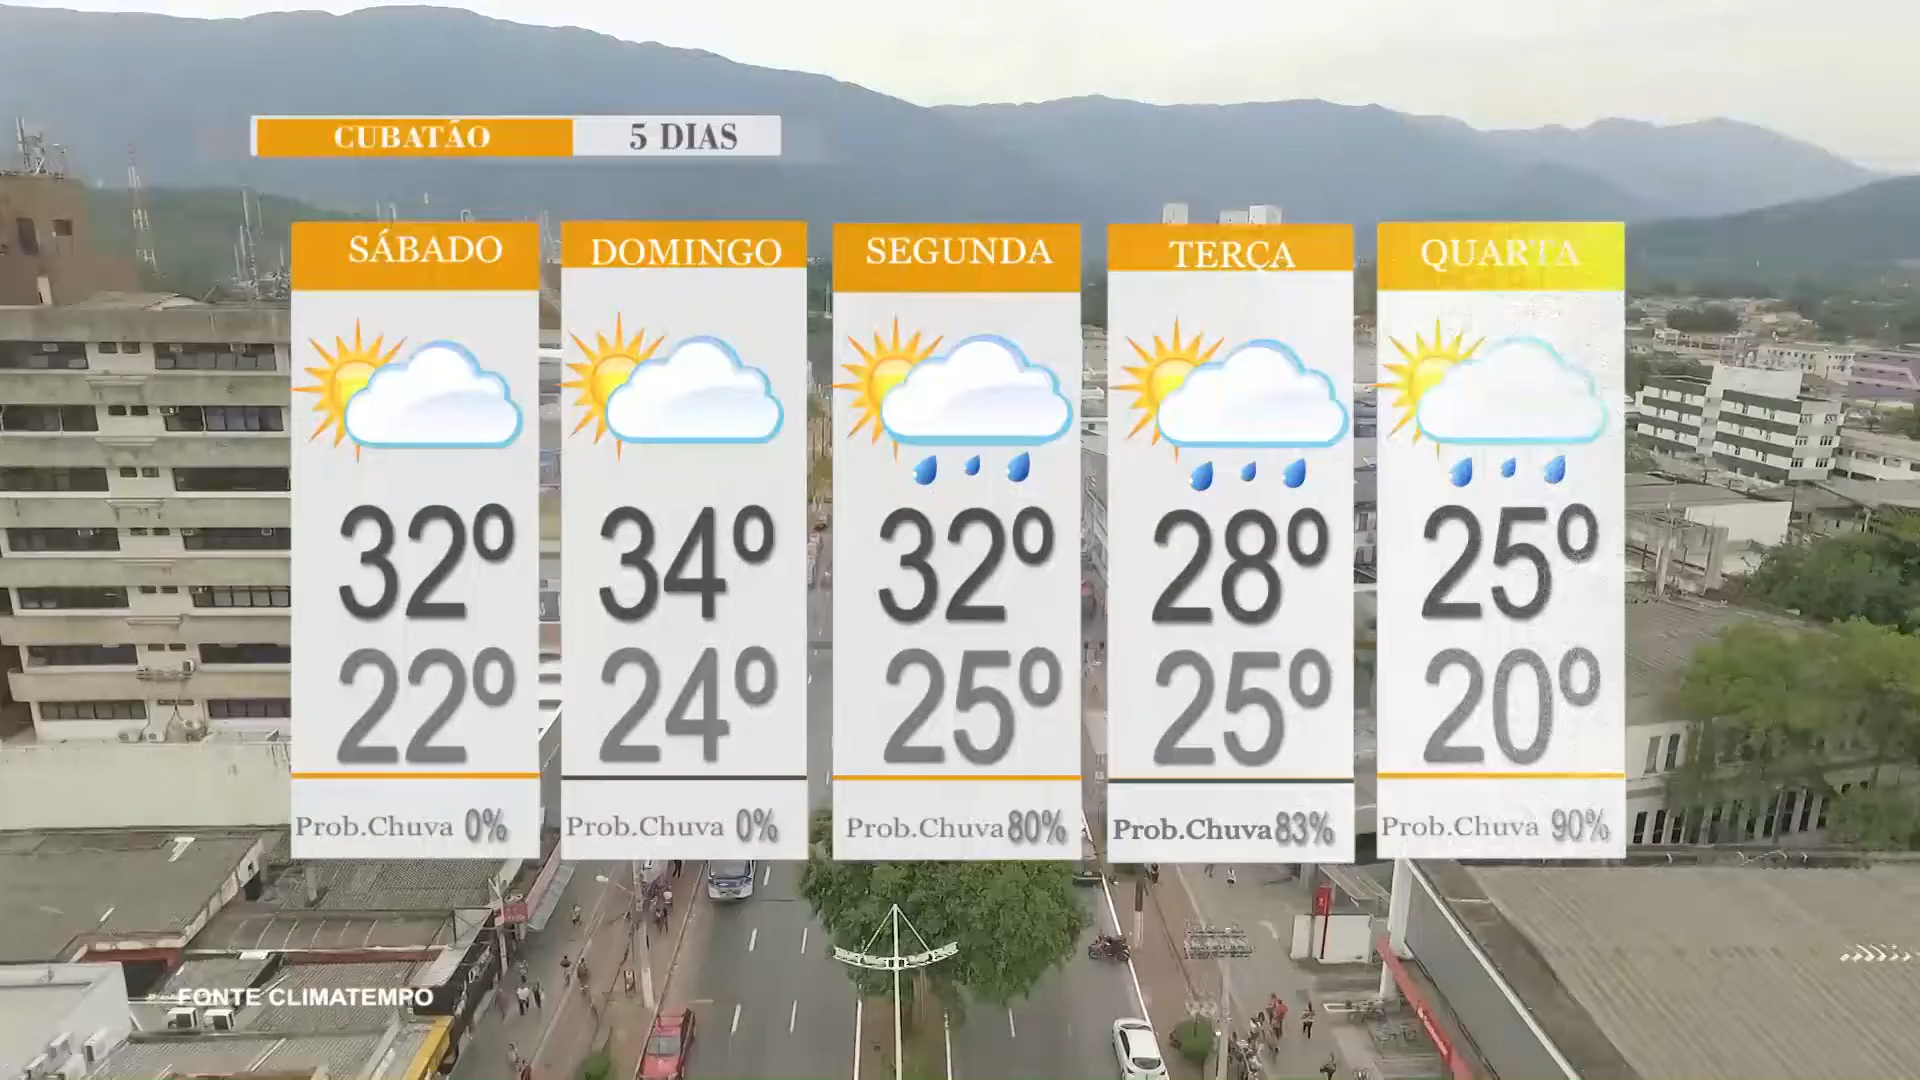 CUBATÃO 5 DIAS
SÁBADO
32º
22º
Prob.Chuva 0%
DOMINGO
34º
24º
Prob.Chuva 0%
SEGUNDA
32º
25º
Prob.Chuva 80%
TERÇA
28º
25º
Prob.Chuva 83%
QUARTA
25º
20º
Prob.Chuva 90%
FONTE CLIMATEMPO